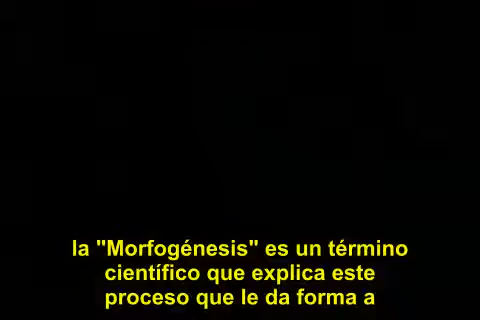 la "Morfogénesis" es un término
científico que explica este
proceso que le da forma a